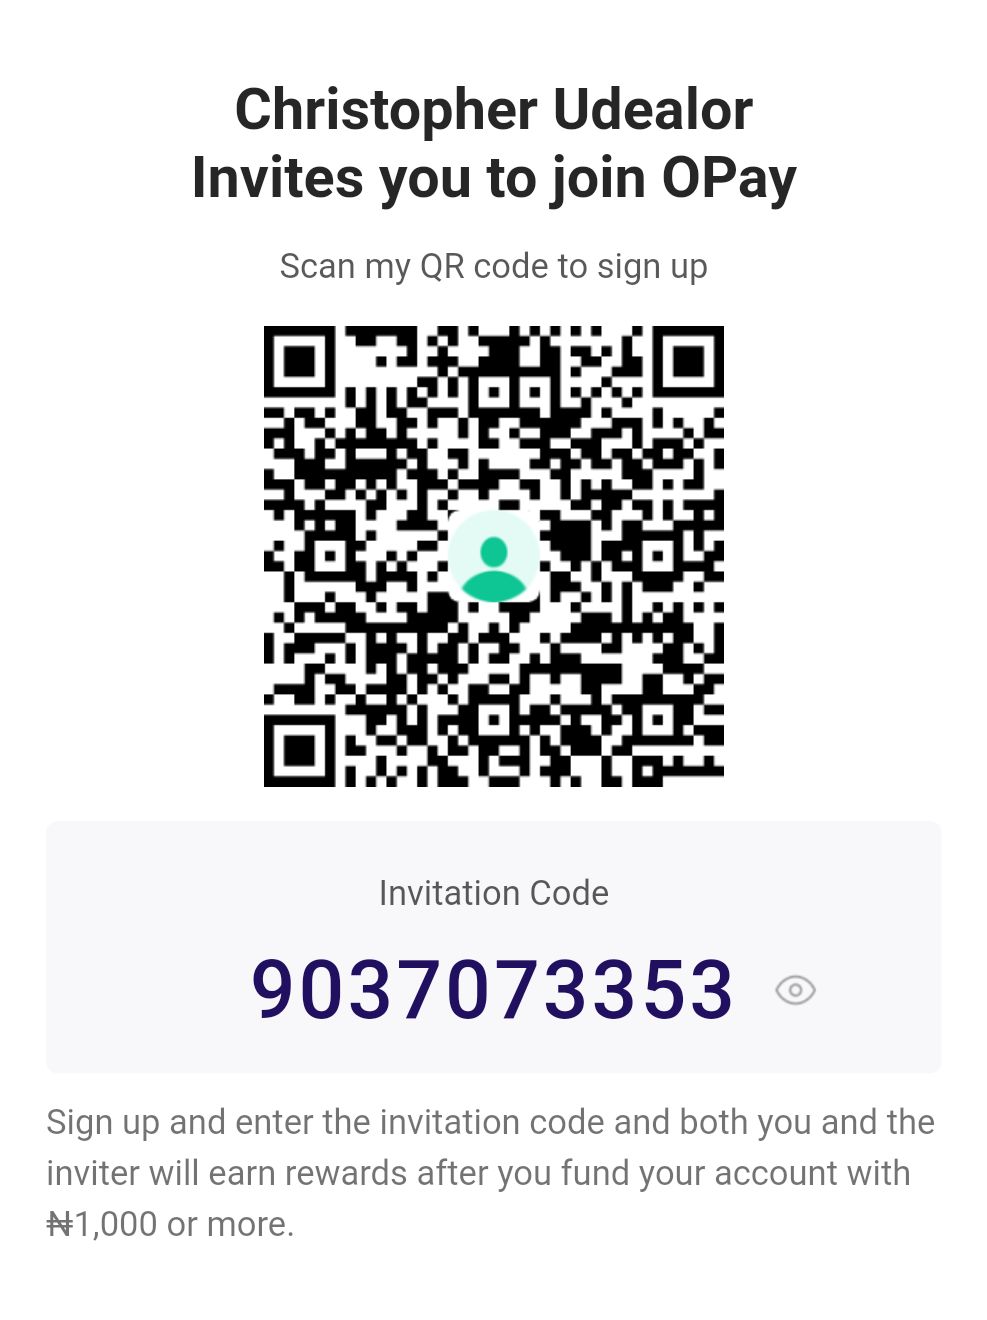 Christopher Udealor
Invites you to join OPay
Scan my QR code to sign up
Invitation Code
9037073353
Sign up and enter the invitation code and both you and the
inviter will earn rewards after you fund your account with
₦1,000 or more.